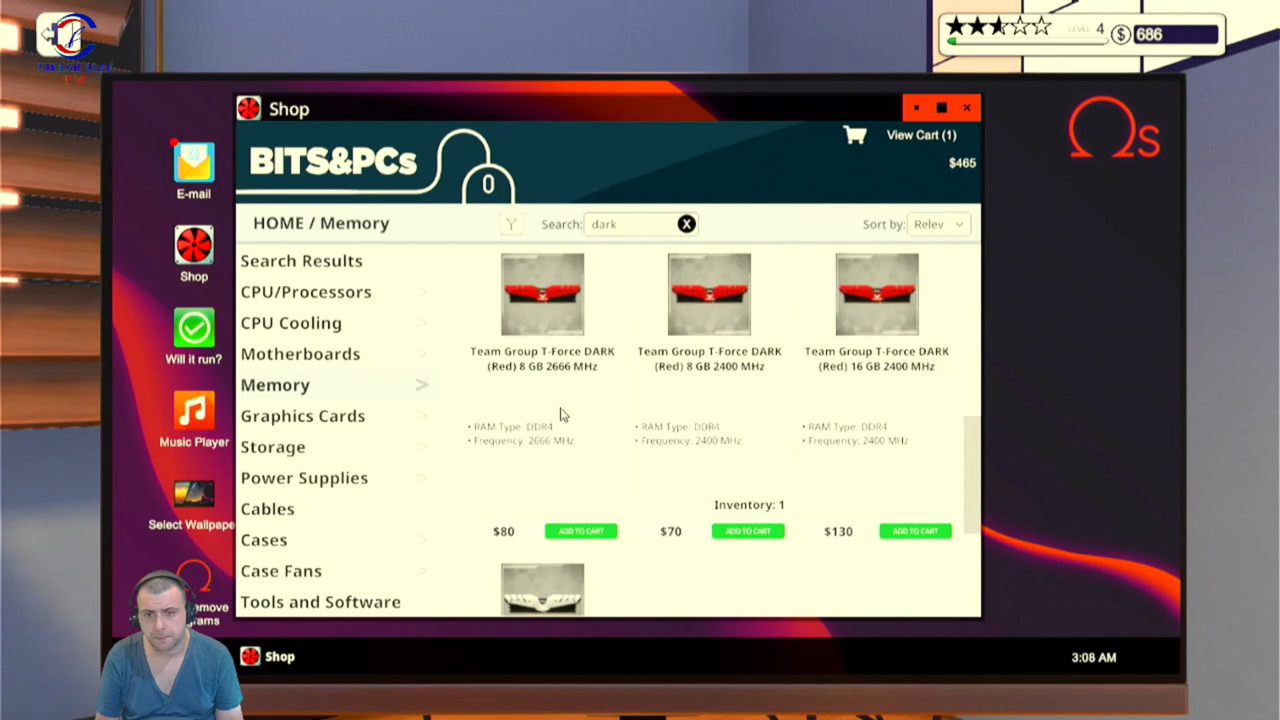 LEVEL 4 $ 686
Shop
BITS&PCs
View Cart (1)
$465
HOME / Memory
Search: dark
Sort by: Relev
E-mail
Shop
Will it run?
Music Player
Select Wallpape
Search Results
CPU/Processors
CPU Cooling
Motherboards
Memory
Graphics Cards
Storage
Power Supplies
Cables
Cases
Case Fans
Tools and Software
Team Group T-Force DARK
(Red) 8 GB 2666 MHz
• RAM Type: DDR4
• Frequency: 2666 MHz
$80 ADD TO CART
Team Group T-Force DARK
(Red) 8 GB 2400 MHz
• RAM Type: DDR4
• Frequency: 2400 MHz
Inventory: 1
$70 ADD TO CART
Team Group T-Force DARK
(Red) 16 GB 2400 MHz
• RAM Type: DDR4
• Frequency: 2400 MHz
$130 ADD TO CART
Ωs
Shop
3:08 AM